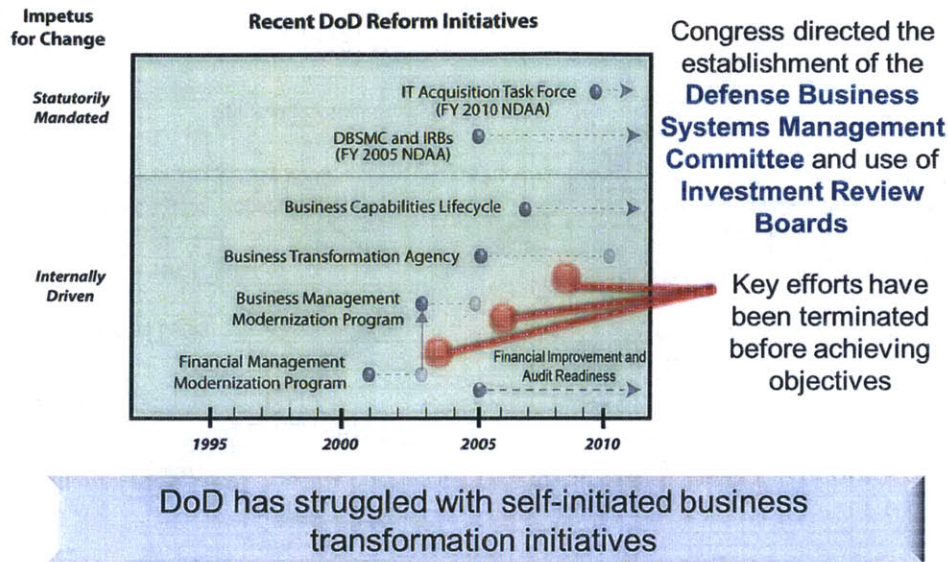 Impetus
for Change
Recent DoD Reform Initiatives
Statutorily
Mandated
IT Acquisition Task Force
(FY 2010 NDAA)
DBSMC and IRBs
(FY 2005 NDAA)
Internally
Driven
Business Capabilities Lifecycle
Business Transformation Agency
Business Management
Modernization Program
Financial Management
Modernization Program
Financial Improvement and
Audit Readiness
1995
2000
2005
2010
Congress directed the
establishment of the
Defense Business
Systems Management
Committee and use of
Investment Review
Boards
Key efforts have
been terminated
before achieving
objectives
DoD has struggled with self-initiated business
transformation initiatives